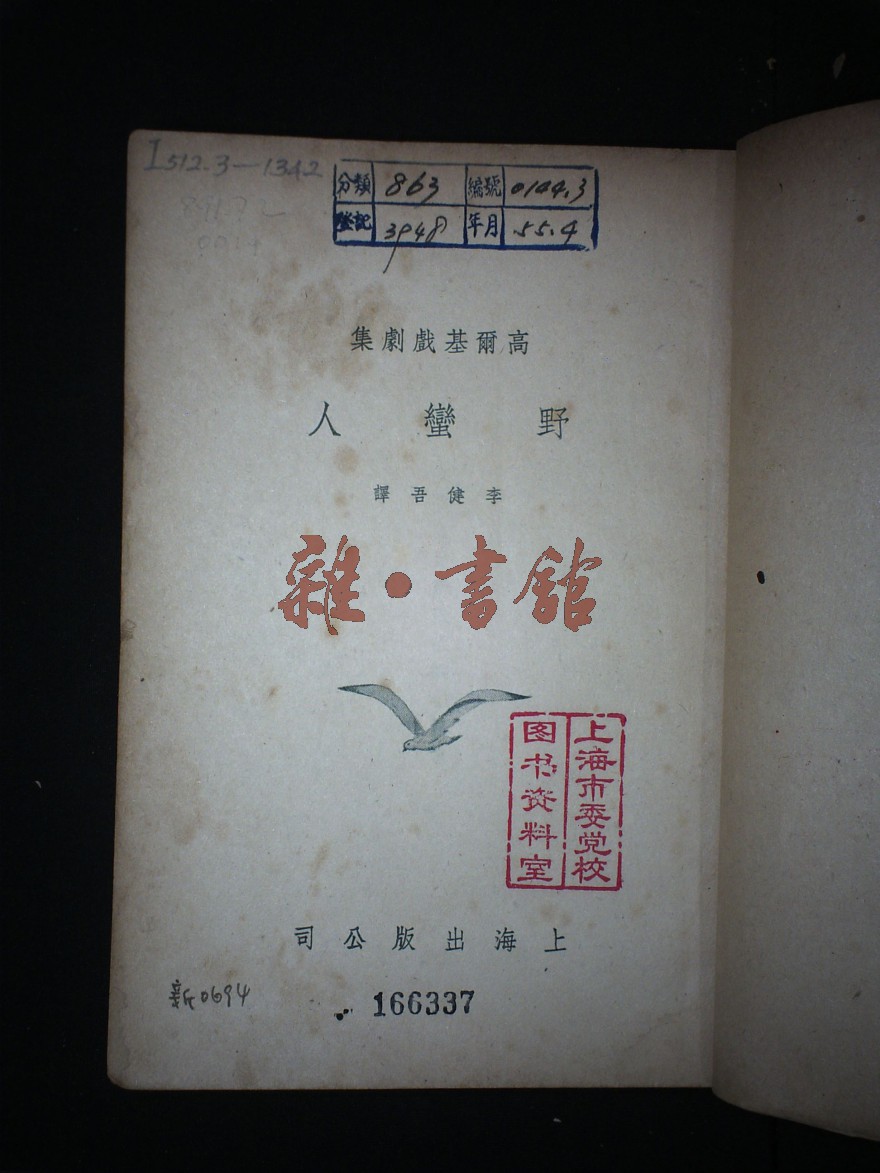 I512.3—1342
分類 863 編號 0144.3
登記 3948 年月 55.4
高爾基戲劇集
野蠻人
李健吾譯
雜·書館
上海市委党校
图书资料室
上海出版公司
新0694
166337